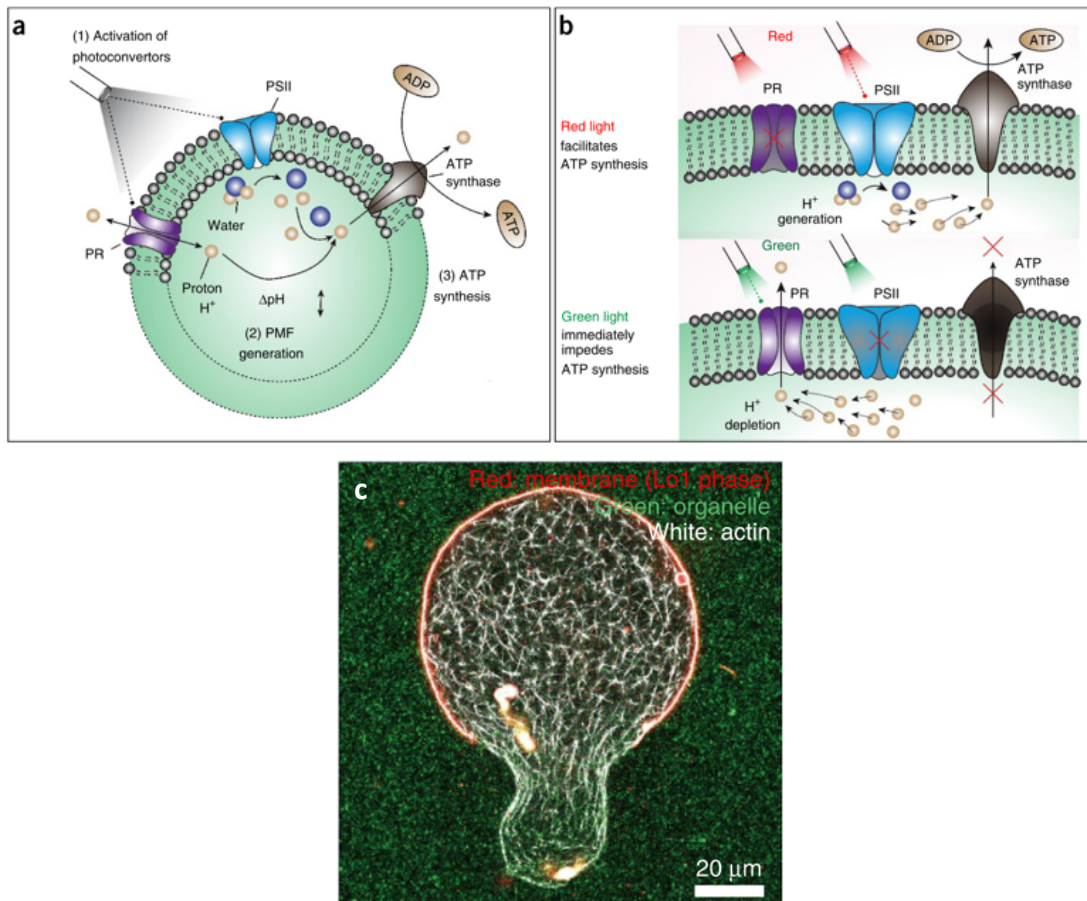 a
(1) Activation of
photoconvertors
PSII
ADP
ATP
synthase
Water
ATP
PR
Proton
H⁺
ΔpH
(3) ATP
synthesis
(2) PMF
generation
b
Red
ADP
ATP
PR
PSII
ATP
synthase
Red light
facilitates
ATP synthesis
H⁺
generation
Green
PR
PSII
ATP
synthase
Green light
immediately
impedes
ATP synthesis
H⁺
depletion
c
Red: membrane (Lo1 phase)
Green: organelle
White: actin
20 μm